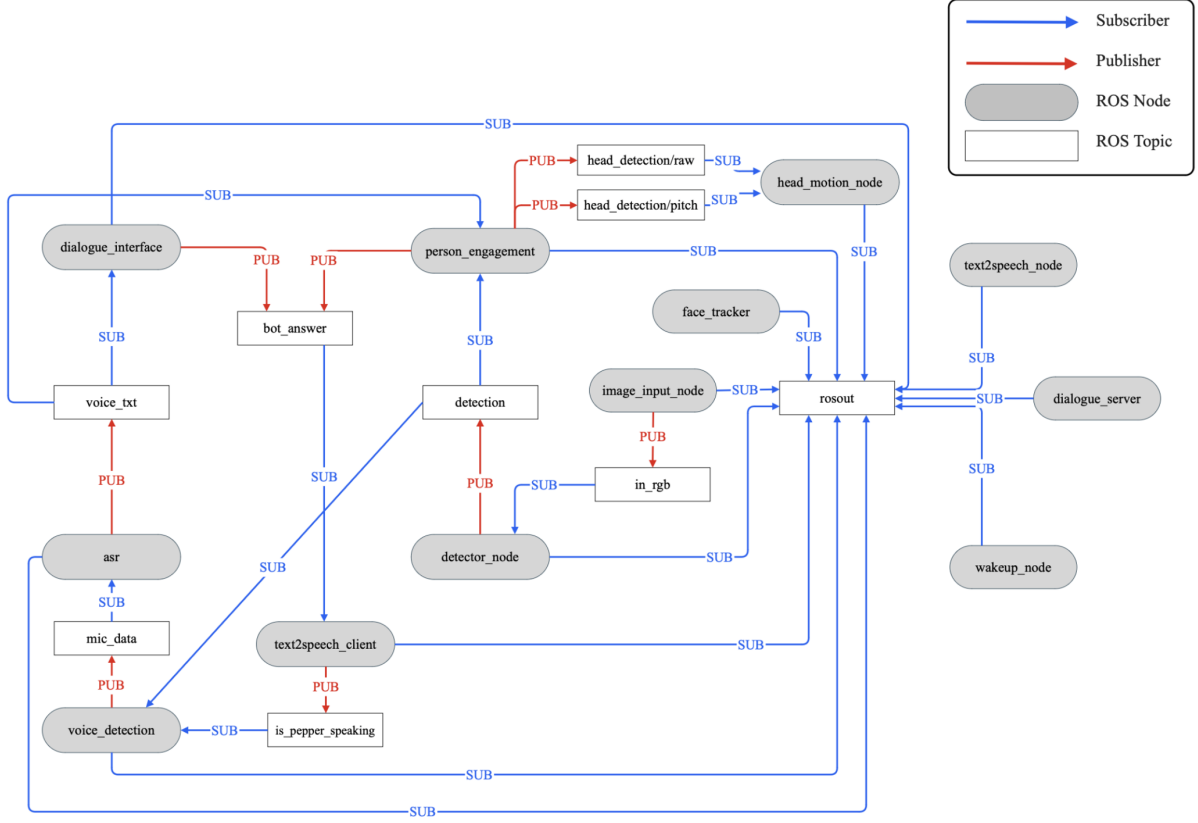 Subscriber
Publisher
ROS Node
ROS Topic
SUB
PUB
head_detection/raw
SUB
head_motion_node
SUB
PUB
head_detection/pitch
SUB
dialogue_interface
person_engagement
SUB
SUB
text2speech_node
PUB
PUB
face_tracker
bot_answer
SUB
SUB
SUB
SUB
image_input_node
SUB
rosout
SUB
dialogue_server
voice_txt
detection
PUB
SUB
PUB
SUB
PUB
SUB
in_rgb
asr
detector_node
SUB
SUB
wakeup_node
SUB
mic_data
text2speech_client
SUB
PUB
PUB
voice_detection
SUB
is_pepper_speaking
SUB
SUB